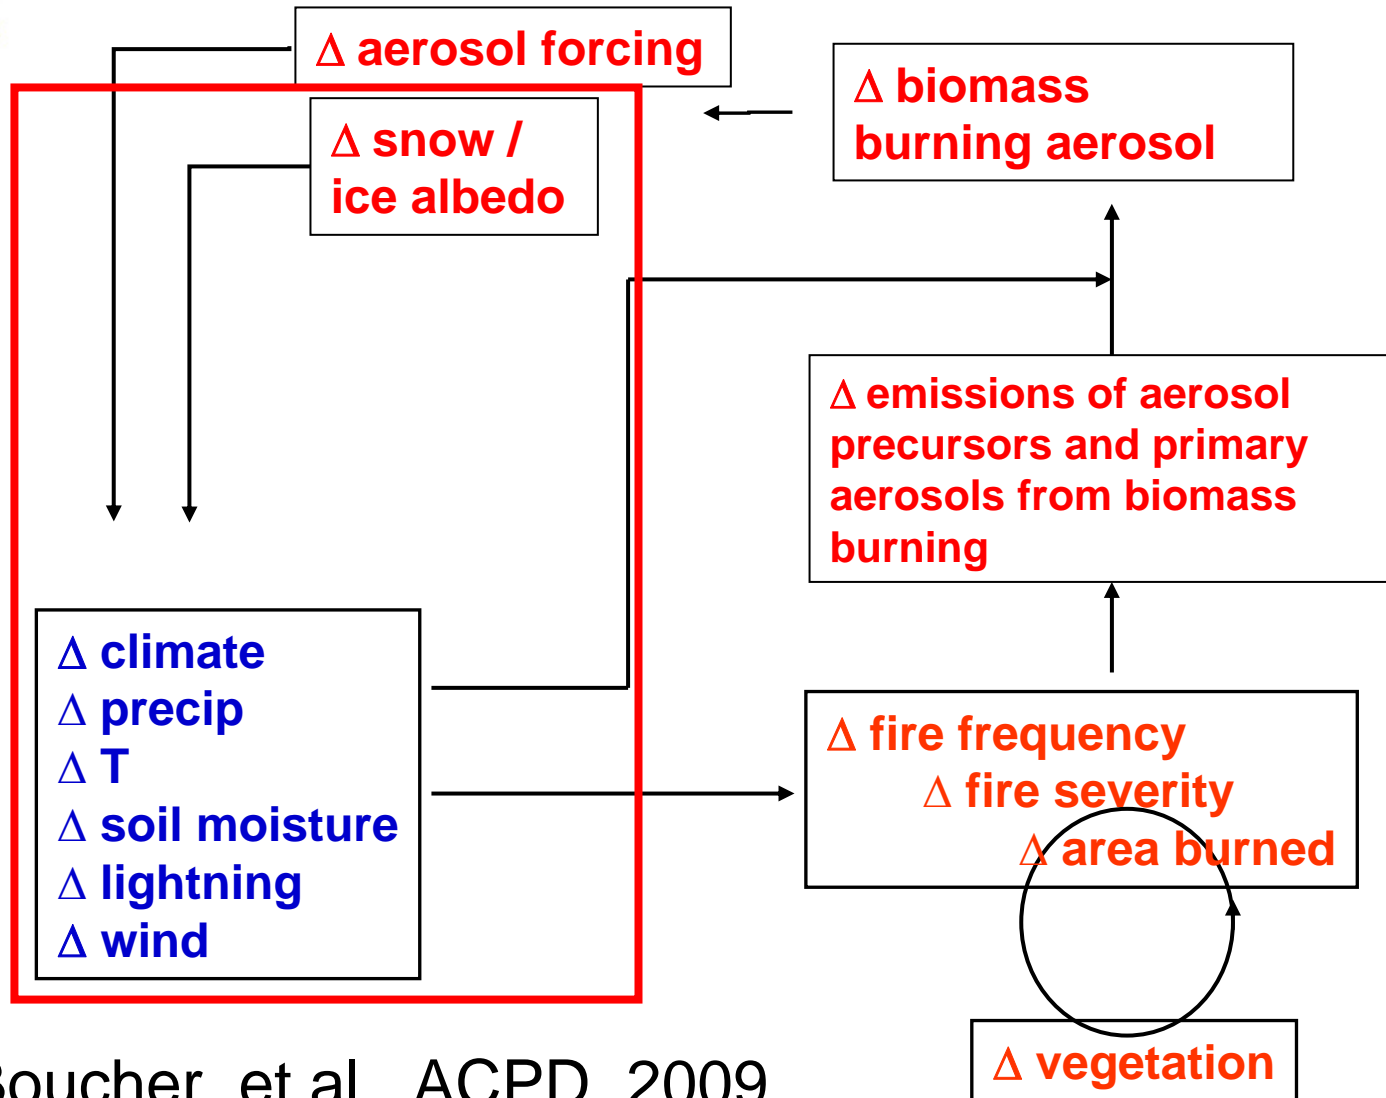 Δ aerosol forcing
Δ biomass
burning aerosol
Δ snow /
ice albedo
Δ emissions of aerosol
precursors and primary
aerosols from biomass
burning
Δ climate
Δ precip
Δ T
Δ soil moisture
Δ lightning
Δ wind
Δ fire frequency
Δ fire severity
Δ area burned
Δ vegetation
Boucher et al. ACPD 2009